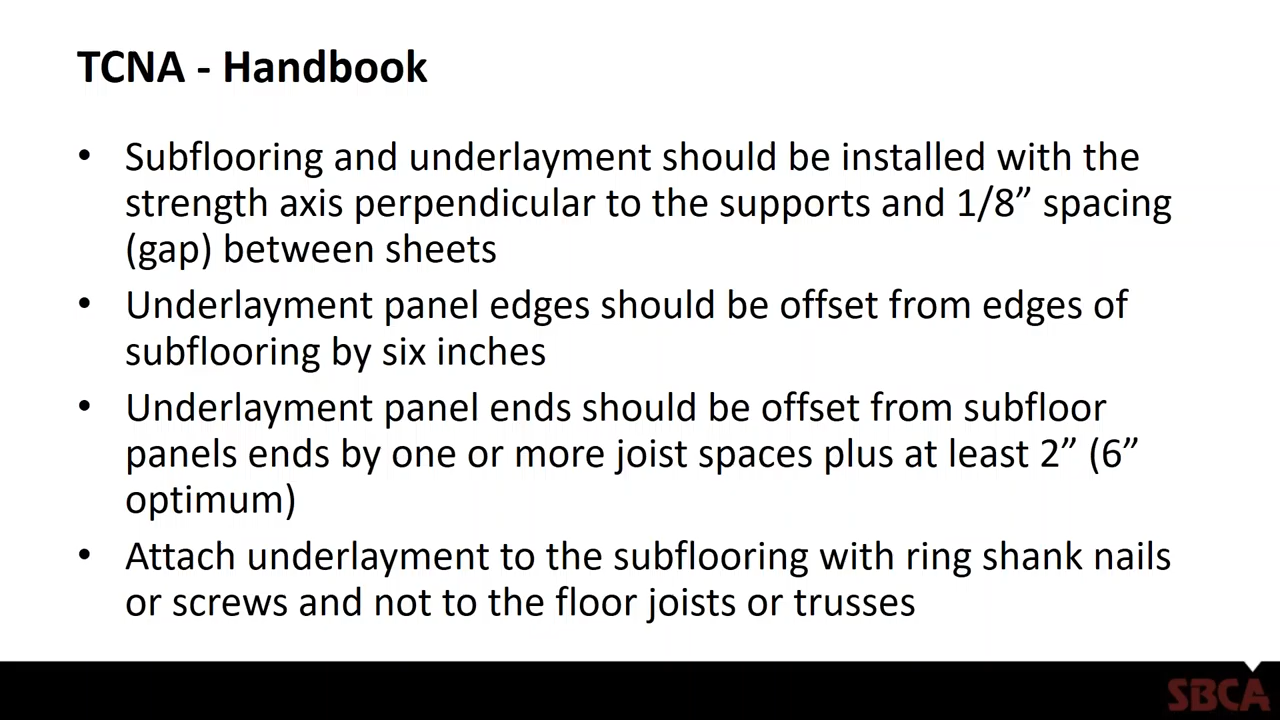 TCNA - Handbook
• Subflooring and underlayment should be installed with the
strength axis perpendicular to the supports and 1/8” spacing
(gap) between sheets
• Underlayment panel edges should be offset from edges of
subflooring by six inches
• Underlayment panel ends should be offset from subfloor
panels ends by one or more joist spaces plus at least 2” (6”
optimum)
• Attach underlayment to the subflooring with ring shank nails
or screws and not to the floor joists or trusses
SBCA